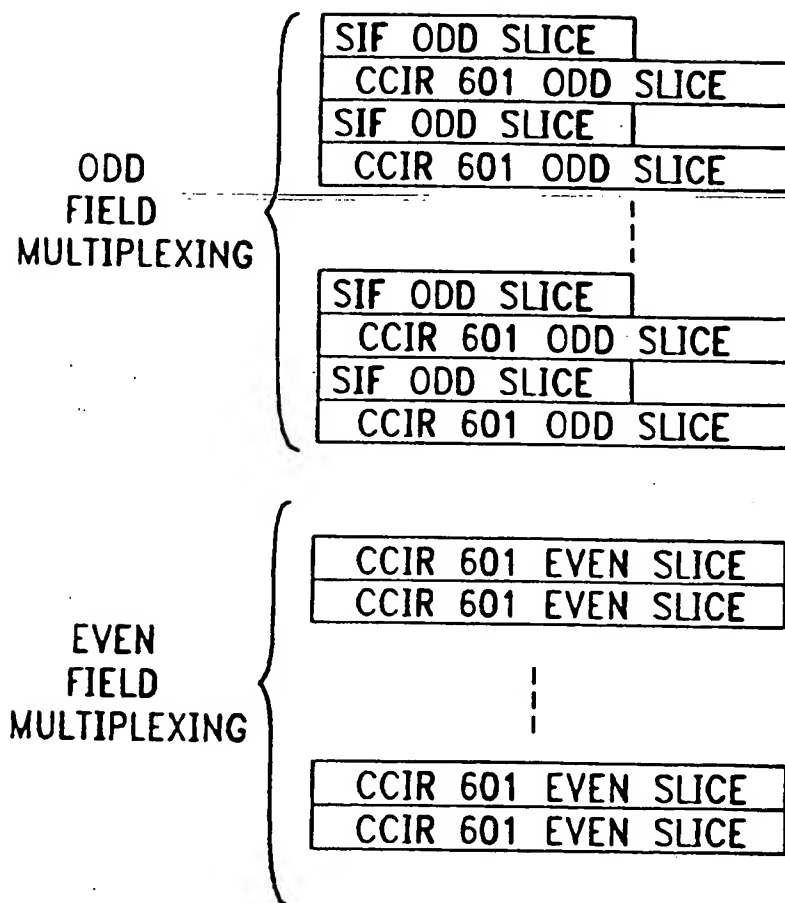 SIF ODD SLICE
CCIR 601 ODD SLICE
SIF ODD SLICE
CCIR 601 ODD SLICE
ODD
FIELD
MULTIPLEXING
SIF ODD SLICE
CCIR 601 ODD SLICE
SIF ODD SLICE
CCIR 601 ODD SLICE
CCIR 601 EVEN SLICE
CCIR 601 EVEN SLICE
EVEN
FIELD
MULTIPLEXING
CCIR 601 EVEN SLICE
CCIR 601 EVEN SLICE